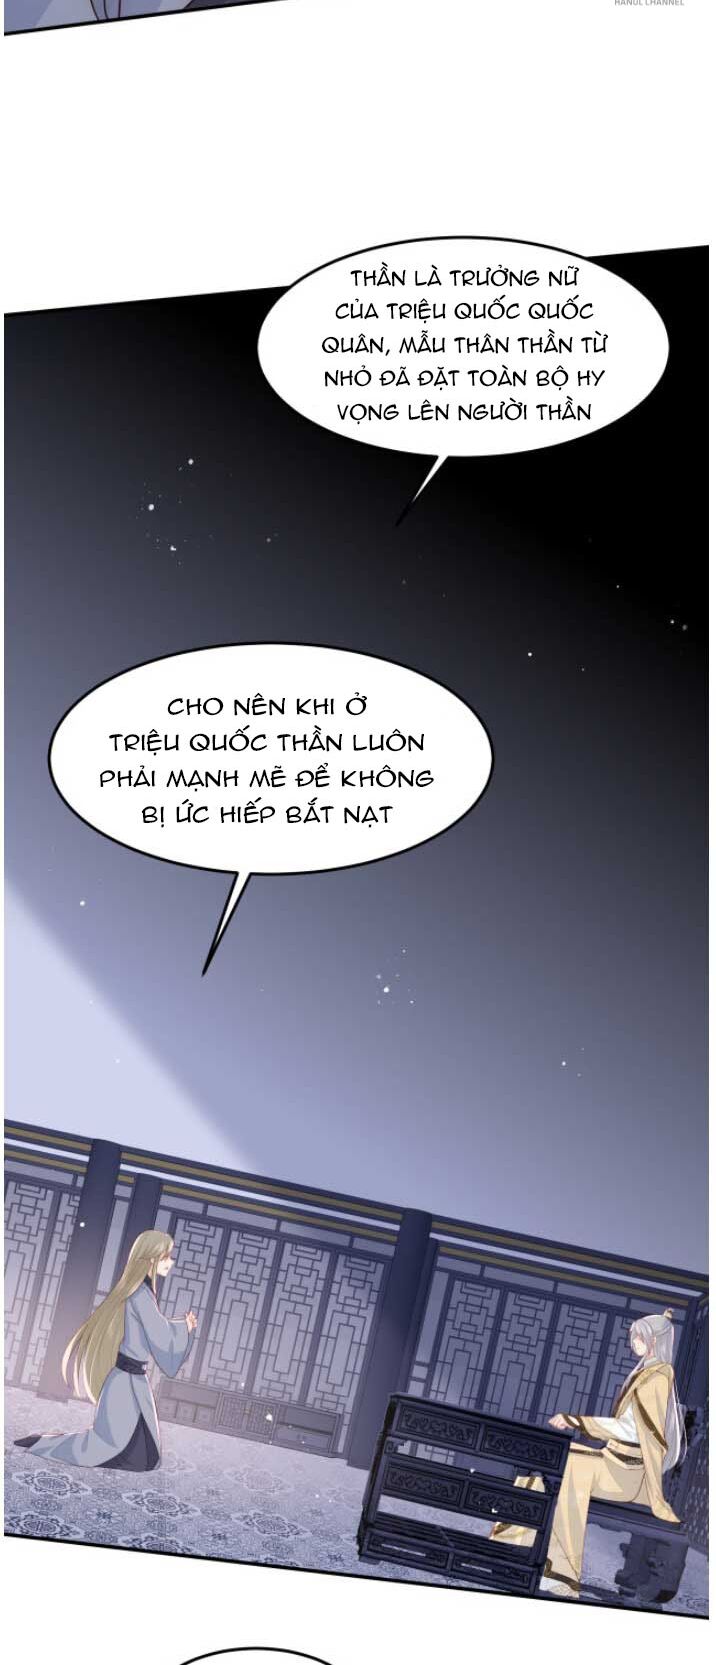 HANUL CHANNEL
THẦN LÀ TRƯỞNG NỮ
CỦA TRIỆU QUỐC QUỐC
QUÂN, MẪU THÂN THẦN TỪ
NHỎ ĐÃ ĐẶT TOÀN BỘ HY
VỌNG LÊN NGƯỜI THẦN
CHO NÊN KHI Ở
TRIỆU QUỐC THẦN LUÔN
PHẢI MẠNH MẼ ĐỂ KHÔNG
BỊ ỨC HIẾP BẮT NẠT